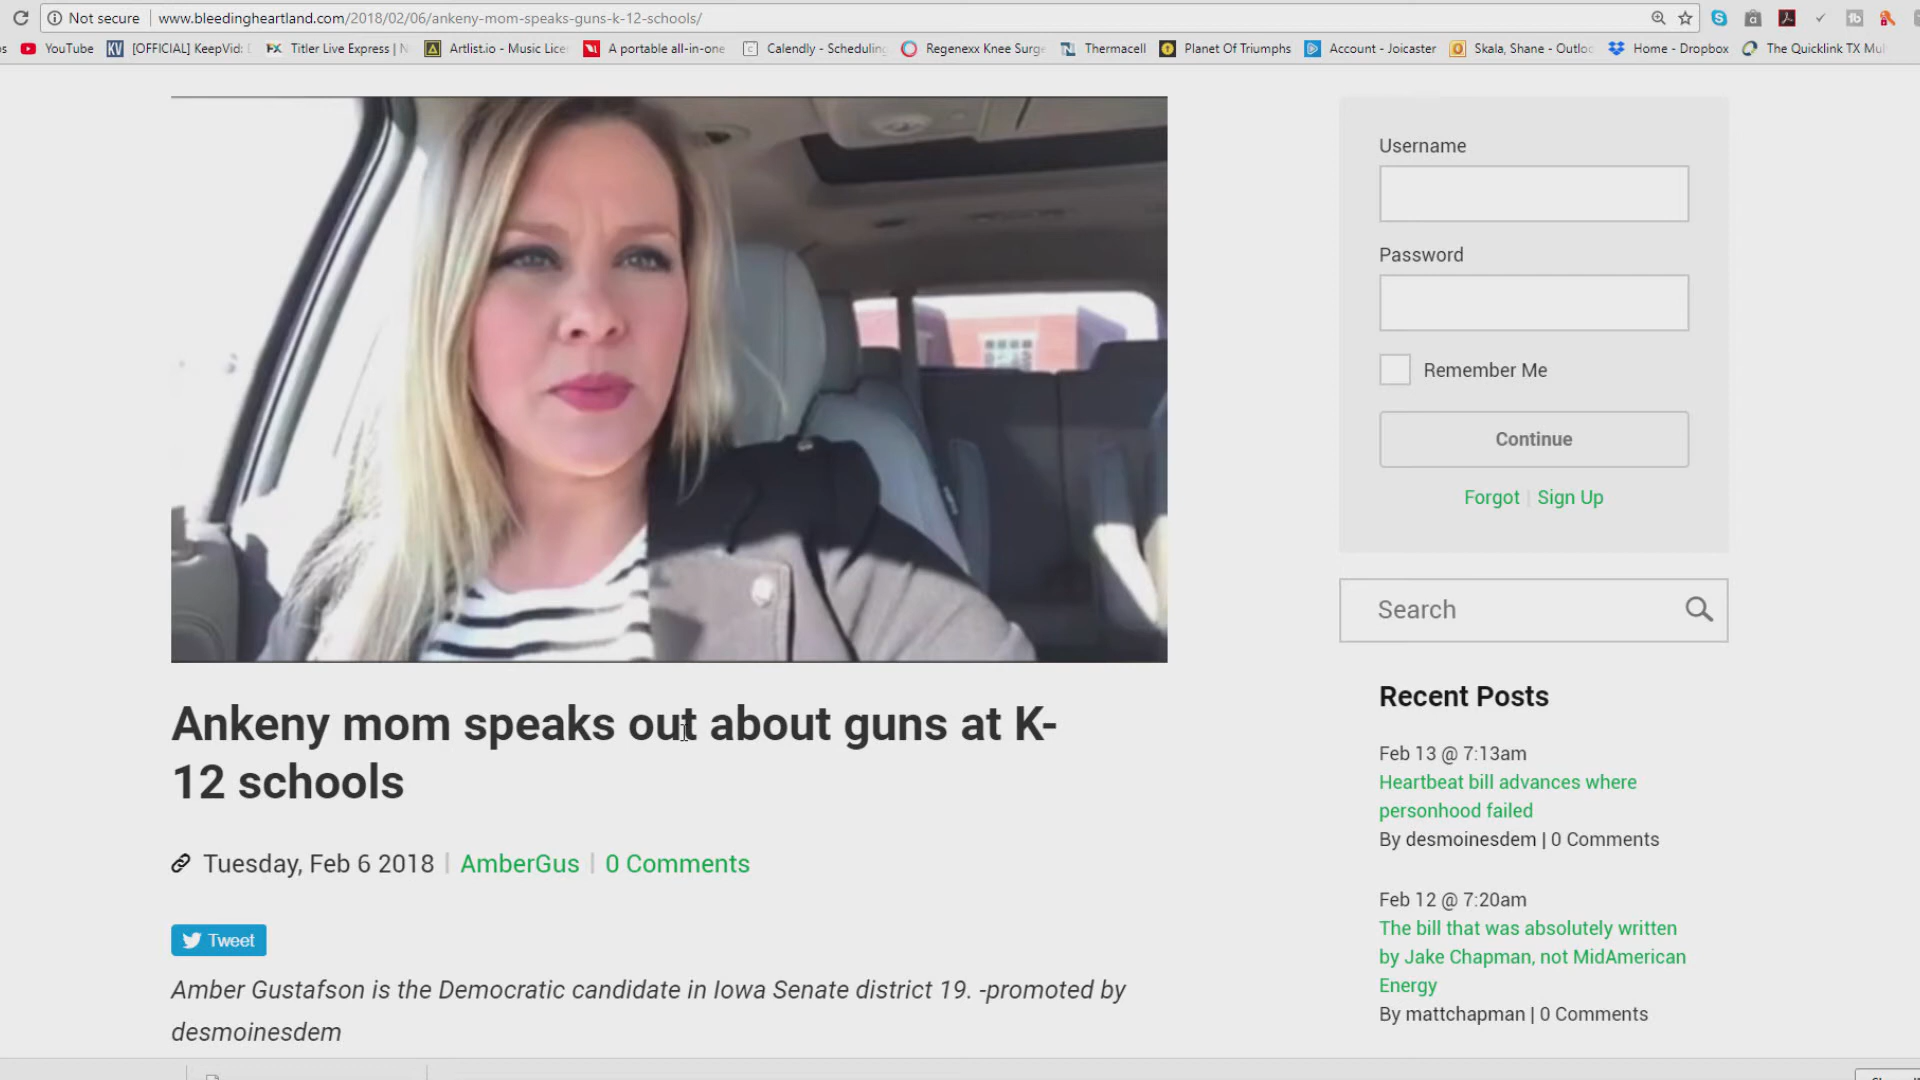 Not secure | www.bleedingheartland.com/2018/02/06/ankeny-mom-speaks-guns-k-12-schools/
YouTube [OFFICIAL] KeepVid: Titler Live Express | Artlist.io - Music Lice A portable all-in-one Calendly - Scheduling Regenexx Knee Surge Thermacell Planet Of Triumphs Account - Joicaster Skala, Shane - Outlo Home - Dropbox The Quicklink TX Mul
Username
Password
Remember Me
Continue
Forgot | Sign Up
Search
Ankeny mom speaks out about guns at K-
12 schools
Tuesday, Feb 6 2018 | AmberGus | 0 Comments
Tweet
Amber Gustafson is the Democratic candidate in Iowa Senate district 19. -promoted by
desmoinesdem
Recent Posts
Feb 13 @ 7:13am
Heartbeat bill advances where
personhood failed
By desmoinesdem | 0 Comments
Feb 12 @ 7:20am
The bill that was absolutely written
by Jake Chapman, not MidAmerican
Energy
By mattchapman | 0 Comments